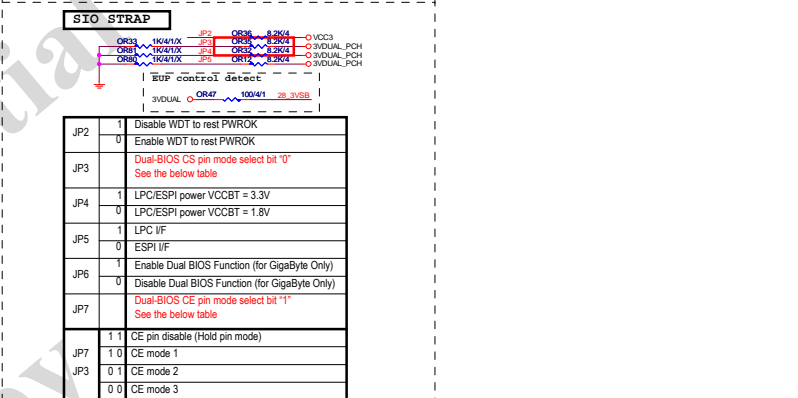 SIO STRAP
JP2 OR36 8.2K/4 VCC3
OR33 1K/4/1/X JP3 OR35 8.2K/4 3VDUAL_PCH
OR81 1K/4/1/X JP4 OR32 8.2K/4 3VDUAL_PCH
OR80 1K/4/1/X JP5 OR12 8.2K/4 3VDUAL_PCH
EUP control detect
3VDUAL OR47 100/4/1 28_3VSB
JP2 1 Disable WDT to rest PWROK
0 Enable WDT to rest PWROK
JP3 Dual-BIOS CS pin mode select bit "0"
See the below table
JP4 1 LPC/ESPI power VCCBT = 3.3V
0 LPC/ESPI power VCCBT = 1.8V
JP5 1 LPC I/F
0 ESPI I/F
JP6 1 Enable Dual BIOS Function (for GigaByte Only)
0 Disable Dual BIOS Function (for GigaByte Only)
JP7 Dual-BIOS CE pin mode select bit "1"
See the below table
1 1 CE pin disable (Hold pin mode)
JP7 1 0 CE mode 1
JP3 0 1 CE mode 2
0 0 CE mode 3